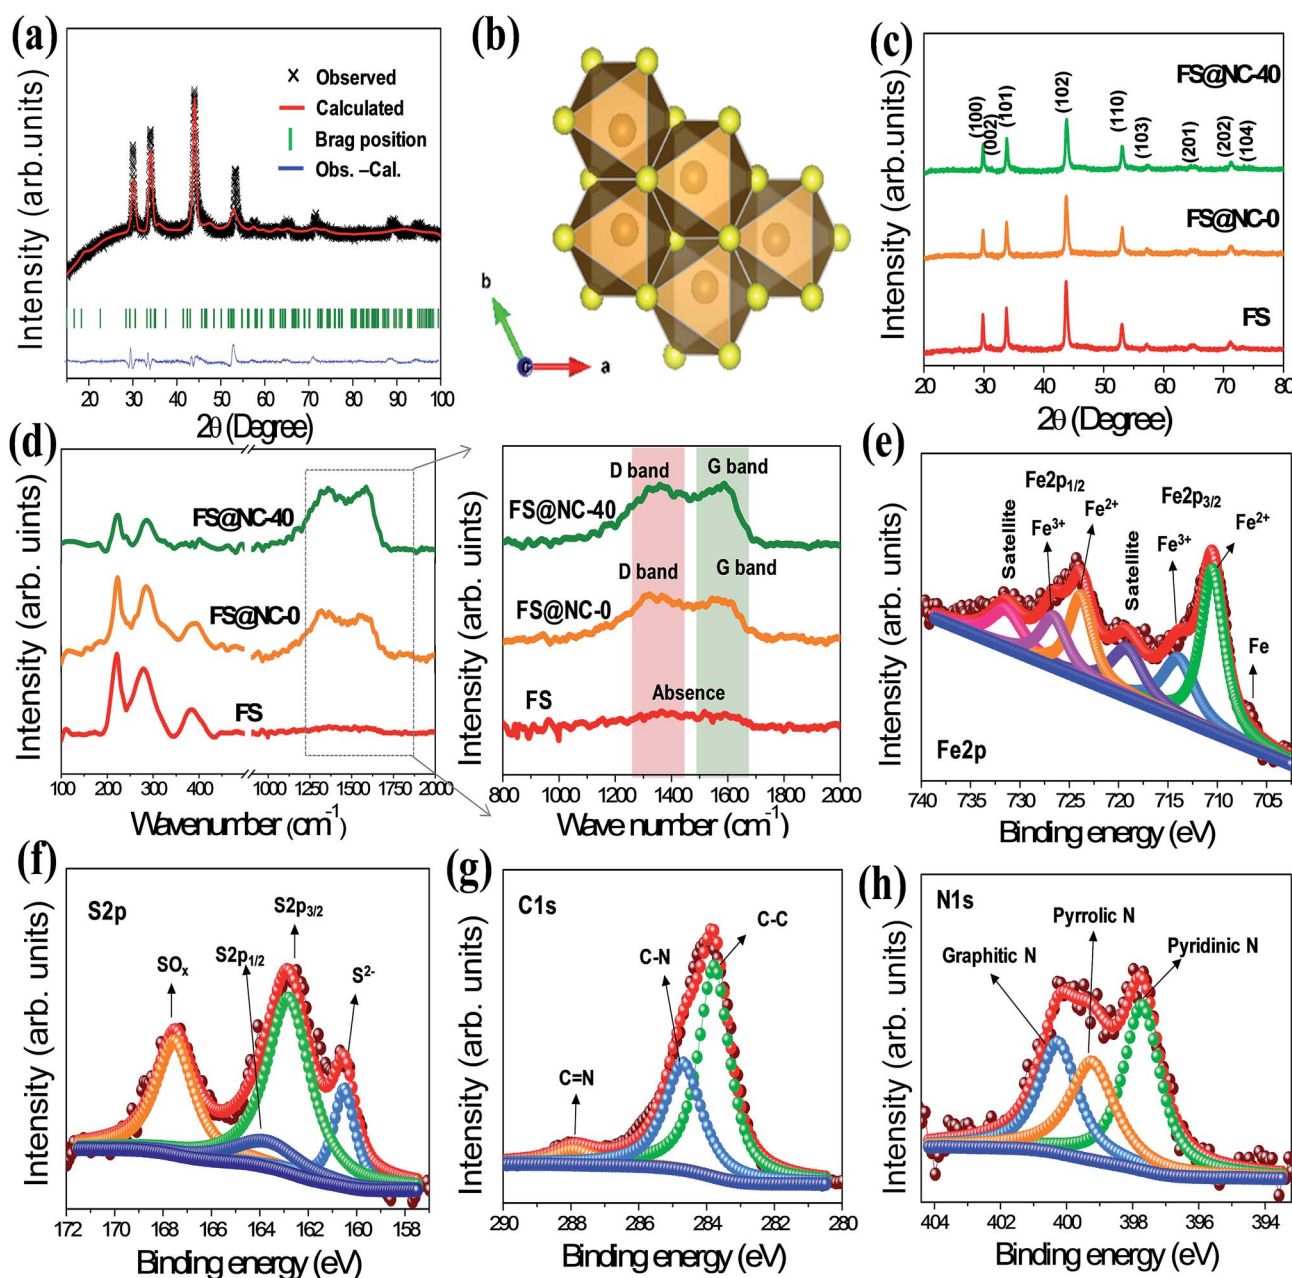 (a)
Intensity (arb.units)
Observed
Calculated
Brag position
Obs. –Cal.
20 30 40 50 60 70 80 90 100
2θ (Degree)
(b)
b
c
a
(c)
Intensity (arb.units)
FS@NC-40
(100)
(002)
(101)
(102)
(110)
(103)
(201)
(202)
(104)
FS@NC-0
FS
20 30 40 50 60 70 80
2θ (Degree)
(d)
Intensity (arb. uints)
FS@NC-40
FS@NC-0
FS
100 200 300 400 1000 1250 1500 1750 2000
Wavenumber (cm-1)
Intensity (arb. uints)
D band G band
FS@NC-40
D band G band
FS@NC-0
Absence
FS
800 1000 1200 1400 1600 1800 2000
Wave number (cm-1)
(e)
Intensity (arb. units)
Satellite
Fe2p1/2
Fe3+
Fe2+
Satellite
Fe2p3/2
Fe3+
Fe2+
Fe
Fe2p
740 735 730 725 720 715 710 705
Binding energy (eV)
(f)
Intensity (arb. units)
S2p
SOx
S2p1/2
S2p3/2
S2-
172 170 168 166 164 162 160 158
Binding energy (eV)
(g)
Intensity (arb. units)
C1s
C=N
C-N
C-C
290 288 286 284 282 280
Binding energy (eV)
(h)
Intensity (arb. units)
N1s
Graphitic N
Pyrrolic N
Pyridinic N
404 402 400 398 396 394
Binding energy (eV)